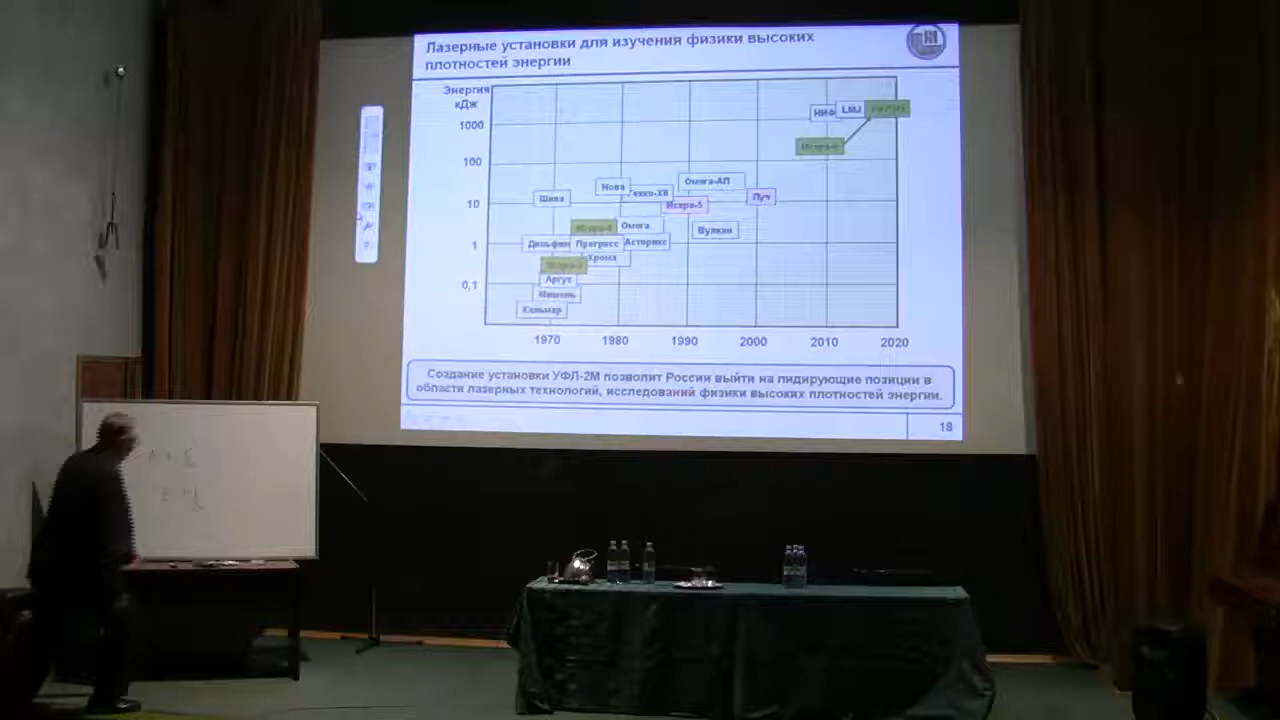 Лазерные установки для изучения физики высоких
плотностей энергии
Энергия
кДж
1000
100
10
1
0,1
НИФ
LMJ
Искра-6
Нова
Гекко-XII
Омега-АП
Шива
Искра-5
Луч
Искра-4
Омега
Вулкан
Дельфин
Прогресс
Астерикс
Хрома
Аргус
Мишень
Кальмар
1970
1980
1990
2000
2010
2020
Создание установки УФЛ-2М позволит России выйти на лидирующие позиции в
области лазерных технологий, исследований физики высоких плотностей энергии.
18